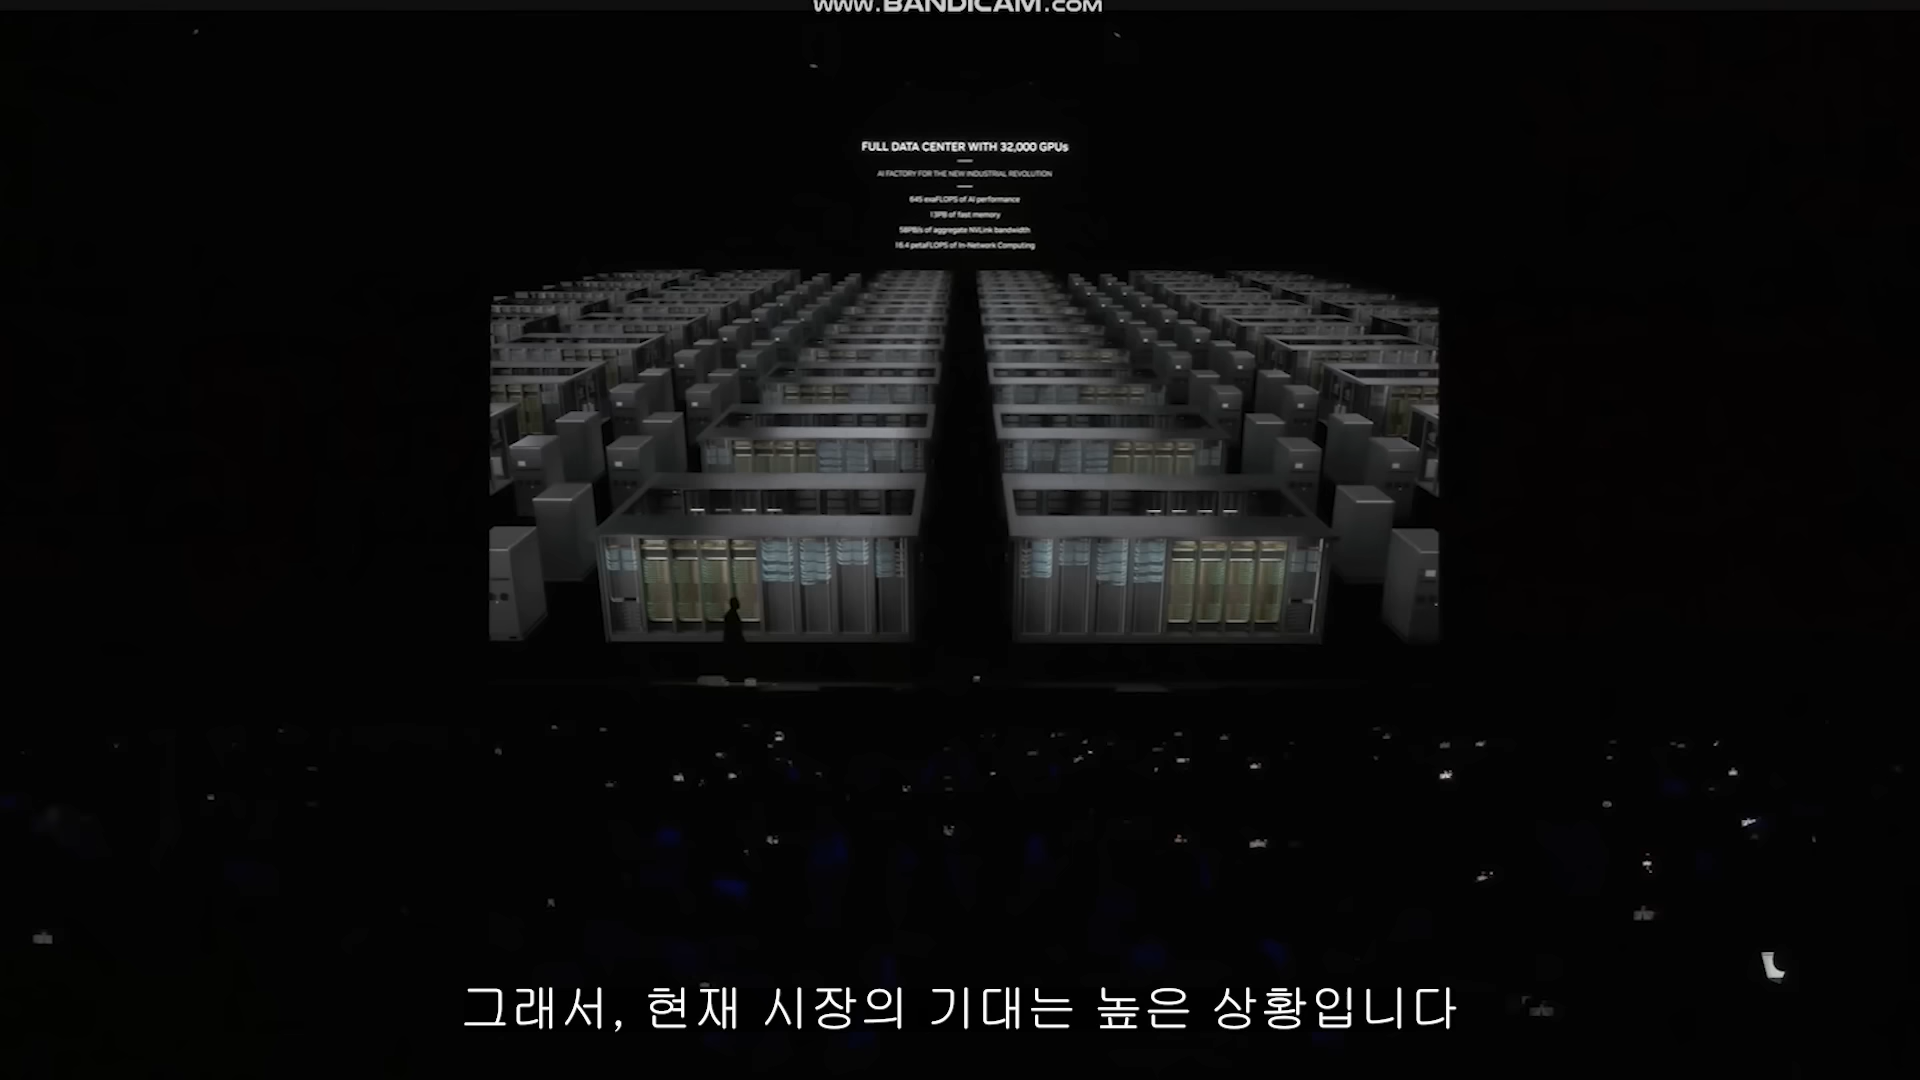 www.BANDICAM.com
FULL DATA CENTER WITH 32,000 GPUs
AI FACTORY FOR THE NEW INDUSTRIAL REVOLUTION
645 exaFLOPS of AI performance
13PB of fast memory
58PB/s of aggregate NVLink bandwidth
16.4 petaFLOPS of In-Network Computing
그래서, 현재 시장의 기대는 높은 상황입니다